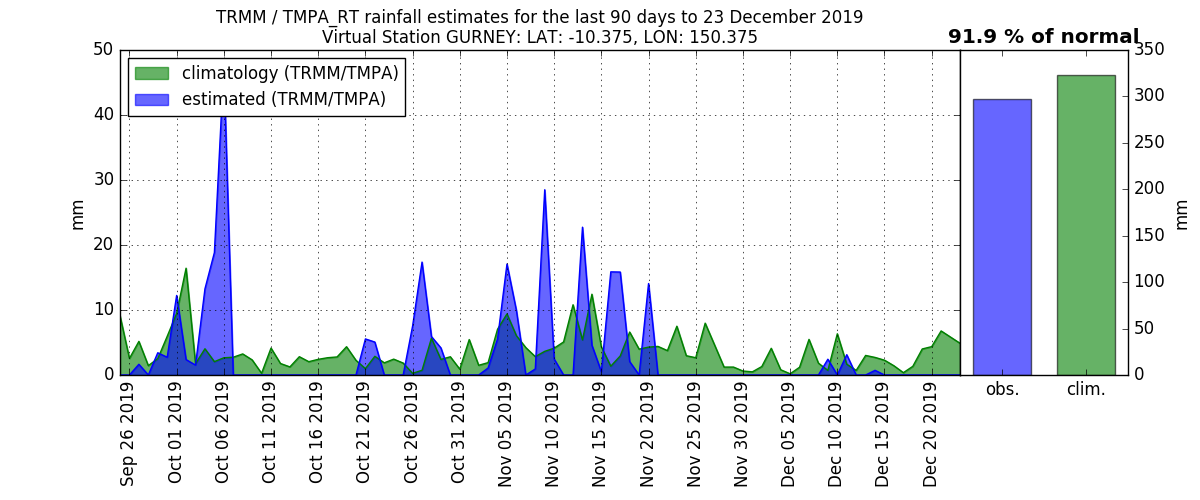 TRMM / TMPA_RT rainfall estimates for the last 90 days to 23 December 2019
Virtual Station GURNEY: LAT: -10.375, LON: 150.375
91.9 % of normal
climatology (TRMM/TMPA)
estimated (TRMM/TMPA)
50
40
30
20
10
0
mm
Sep 26 2019
Oct 01 2019
Oct 06 2019
Oct 11 2019
Oct 16 2019
Oct 21 2019
Oct 26 2019
Oct 31 2019
Nov 05 2019
Nov 10 2019
Nov 15 2019
Nov 20 2019
Nov 25 2019
Nov 30 2019
Dec 05 2019
Dec 10 2019
Dec 15 2019
Dec 20 2019
350
300
250
200
150
100
50
0
mm
obs.
clim.